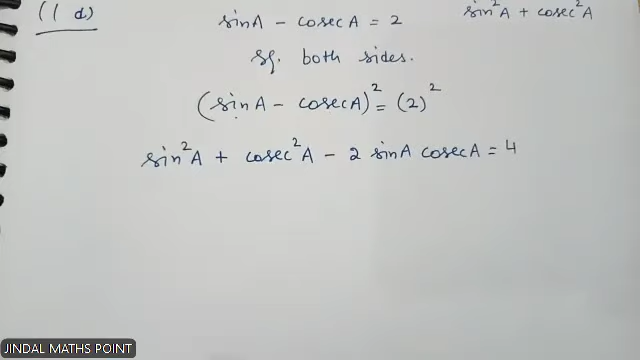 11 d) sinA - cosecA = 2 sin²A + cosec²A
Sq. both sides.
(sinA - cosecA)² = (2)²
sin²A + cosec²A - 2 sinA cosecA = 4
JINDAL MATHS POINT